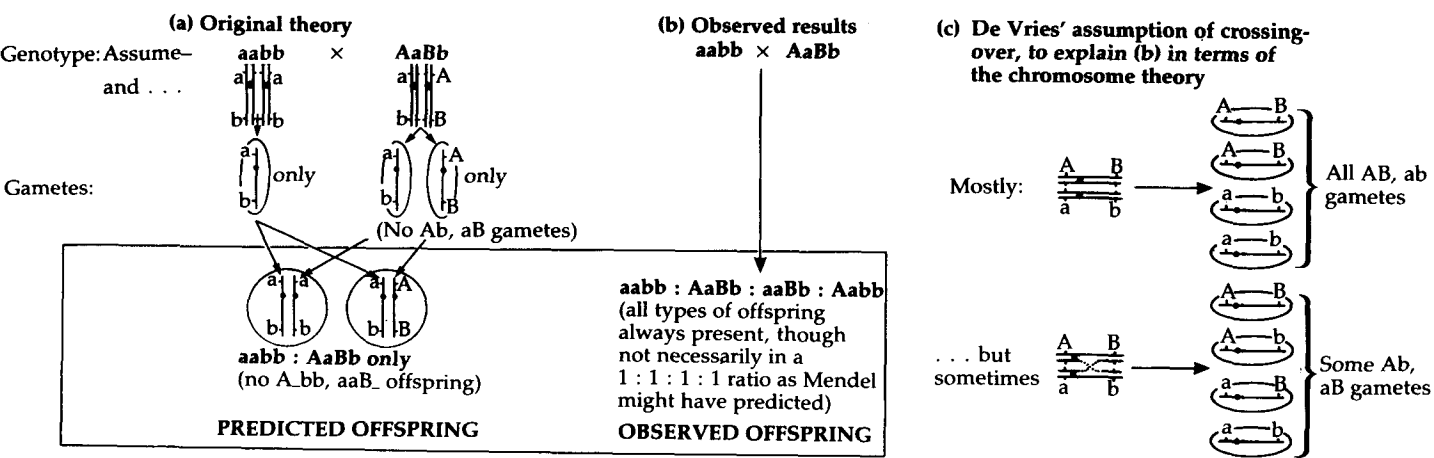 (a) Original theory
Genotype: Assume–
aabb × AaBb
and . . .
a a
b b
a A
b B
Gametes:
a
b
only
a
b
A
B
only
(No Ab, aB gametes)
a a
b b
a A
b B
aabb : AaBb only
(no A_bb, aaB_ offspring)
PREDICTED OFFSPRING
(b) Observed results
aabb × AaBb
aabb : AaBb : aaBb : Aabb
(all types of offspring
always present, though
not necessarily in a
1 : 1 : 1 : 1 ratio as Mendel
might have predicted)
OBSERVED OFFSPRING
(c) De Vries' assumption of crossing-
over, to explain (b) in terms of
the chromosome theory
Mostly:
A B
a b
A B
A B
a b
a b
All AB, ab
gametes
. . . but
sometimes
A B
a b
A B
A b
a B
a b
Some Ab,
aB gametes